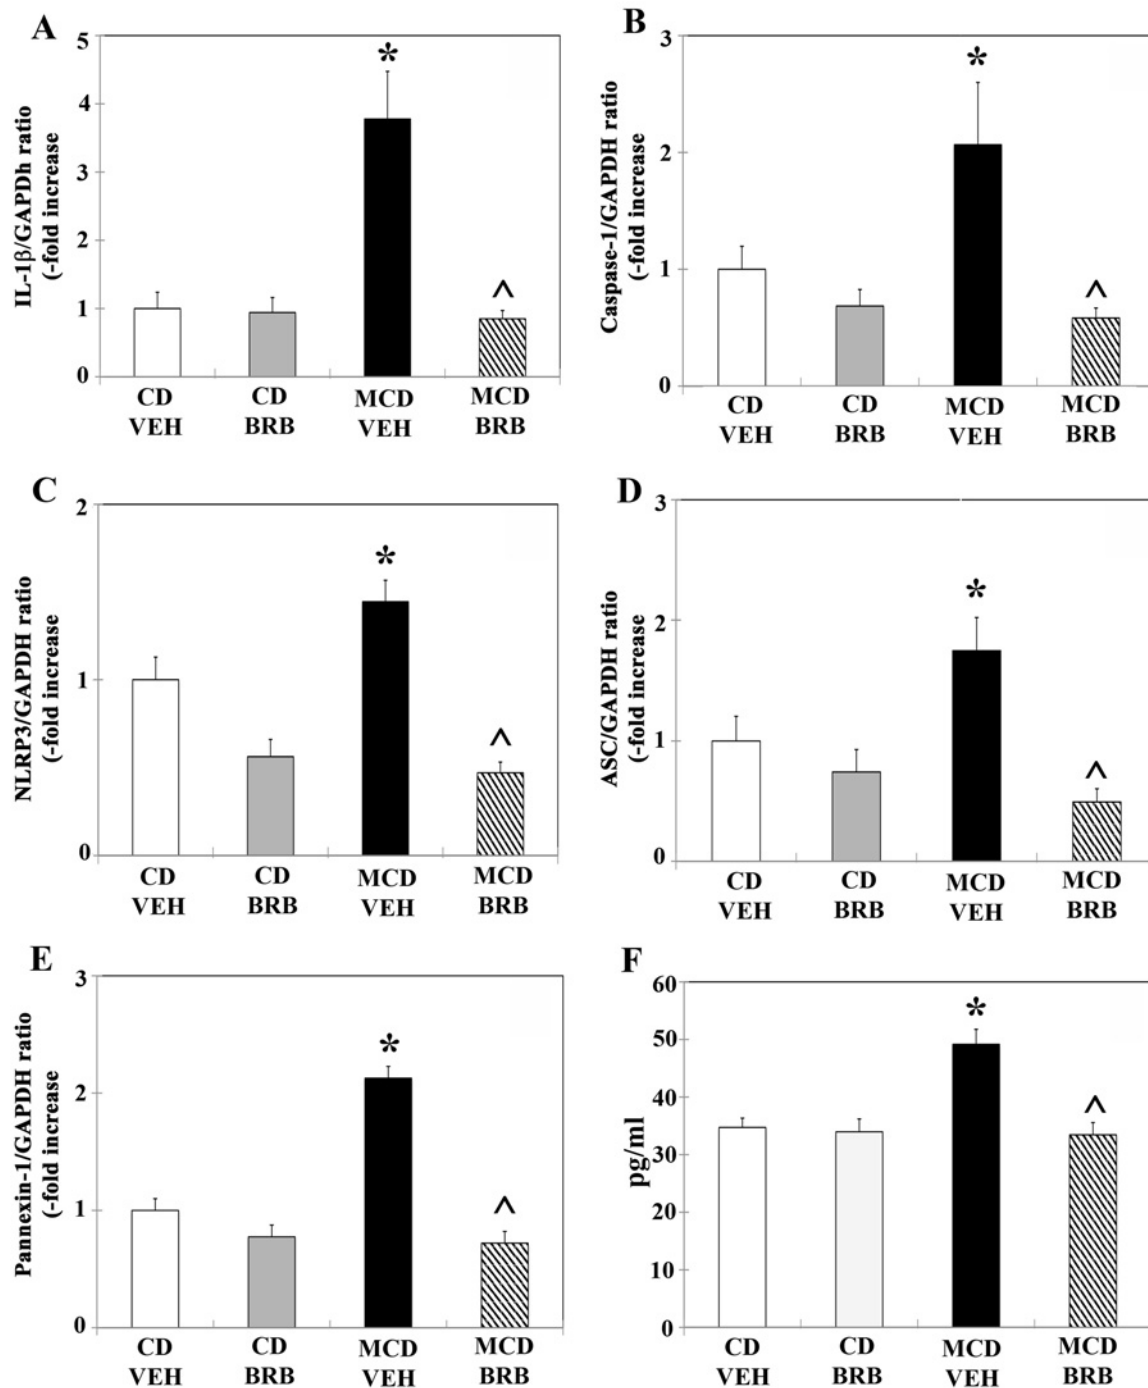 A
IL-1β/GAPDh ratio
(-fold increase
5
4
3
2
1
0
*
^
CD
VEH
CD
BRB
MCD
VEH
MCD
BRB
B
Caspase-1/GAPDH ratio
(-fold increase
3
2
1
0
*
^
CD
VEH
CD
BRB
MCD
VEH
MCD
BRB
C
NLRP3/GAPDH ratio
(-fold increase
2
1
0
*
^
CD
VEH
CD
BRB
MCD
VEH
MCD
BRB
D
ASC/GAPDH ratio
(-fold increase
3
2
1
0
*
^
CD
VEH
CD
BRB
MCD
VEH
MCD
BRB
E
Pannexin-1/GAPDH ratio
(-fold increase
3
2
1
0
*
^
CD
VEH
CD
BRB
MCD
VEH
MCD
BRB
F
pg/ml
60
50
40
30
20
10
0
*
^
CD
VEH
CD
BRB
MCD
VEH
MCD
BRB